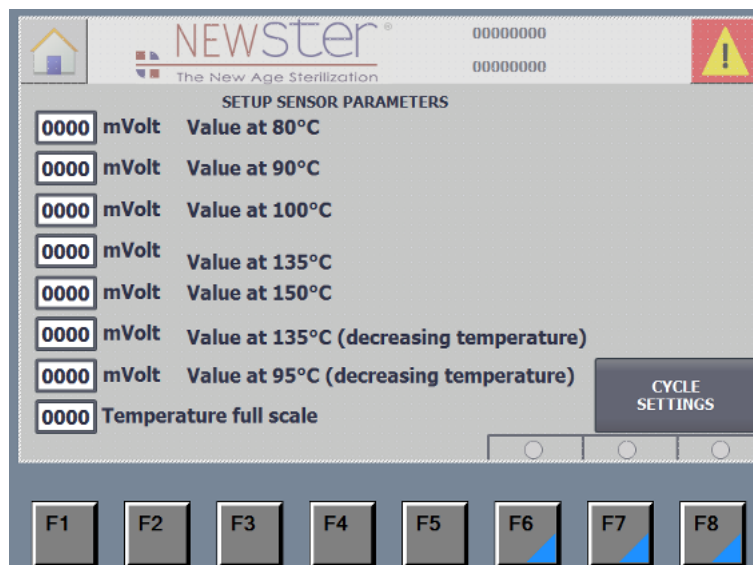 NEWSter®
00000000
The New Age Sterilization
00000000
SETUP SENSOR PARAMETERS
0000 mVolt Value at 80°C
0000 mVolt Value at 90°C
0000 mVolt Value at 100°C
0000 mVolt Value at 135°C
0000 mVolt Value at 150°C
0000 mVolt Value at 135°C (decreasing temperature)
0000 mVolt Value at 95°C (decreasing temperature)
0000 Temperature full scale
CYCLE
SETTINGS
F1 F2 F3 F4 F5 F6 F7 F8